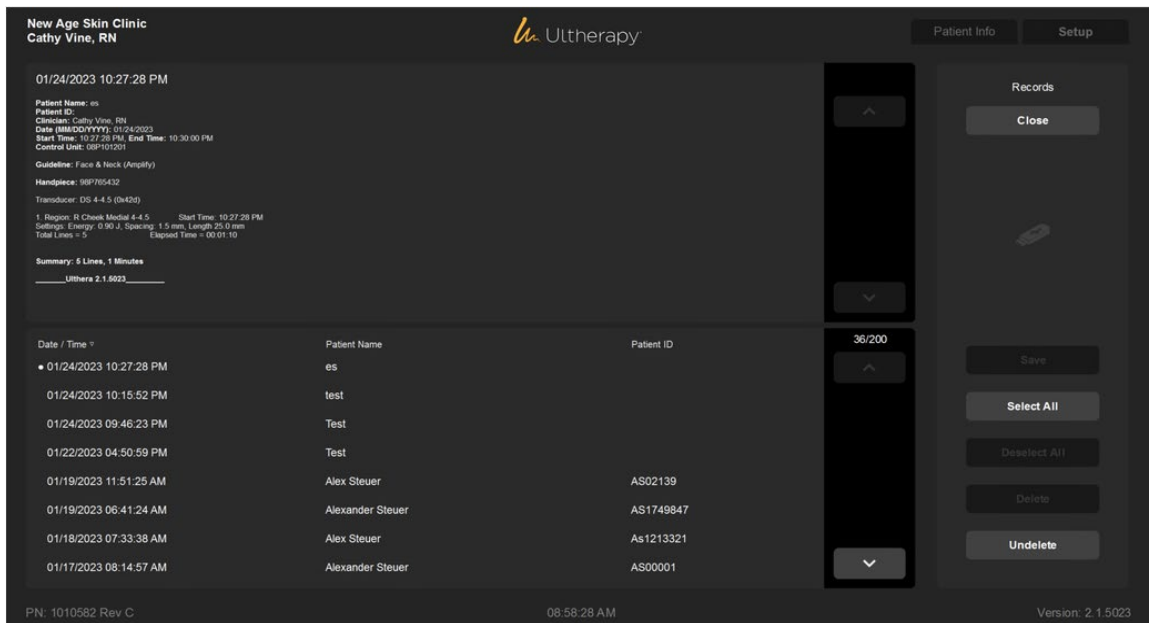 New Age Skin Clinic
Cathy Vine, RN
Ultherapy
Patient Info
Setup
01/24/2023 10:27:28 PM
Patient Name: es
Patient ID:
Clinician: Cathy Vine, RN
Date (MM/DD/YYYY): 01/24/2023
Start Time: 10:27:28 PM, End Time: 10:30:00 PM
Control Unit: 08P101201
Guideline: Face & Neck (Amplify)
Handpiece: 98P765432
Transducer: DS 4-4.5 (0x42d)
1. Region: R Cheek Medial 4-4.5 Start Time: 10:27:28 PM
Settings: Energy: 0.90 J, Spacing: 1.5 mm, Length 25.0 mm
Total Lines = 5 Elapsed Time = 00:01:10
Summary: 5 Lines, 1 Minutes
______Ulthera 2.1.5023________
Records
Close
Date / Time Patient Name Patient ID
36/200
01/24/2023 10:27:28 PM es
01/24/2023 10:15:52 PM test
01/24/2023 09:46:23 PM Test
01/22/2023 04:50:59 PM Test
01/19/2023 11:51:25 AM Alex Steuer AS02139
01/19/2023 06:41:24 AM Alexander Steuer AS1749847
01/18/2023 07:33:38 AM Alex Steuer As1213321
01/17/2023 08:14:57 AM Alexander Steuer AS00001
Save
Select All
Deselect All
Delete
Undelete
PN: 1010582 Rev C
08:58:28 AM
Version: 2.1.5023